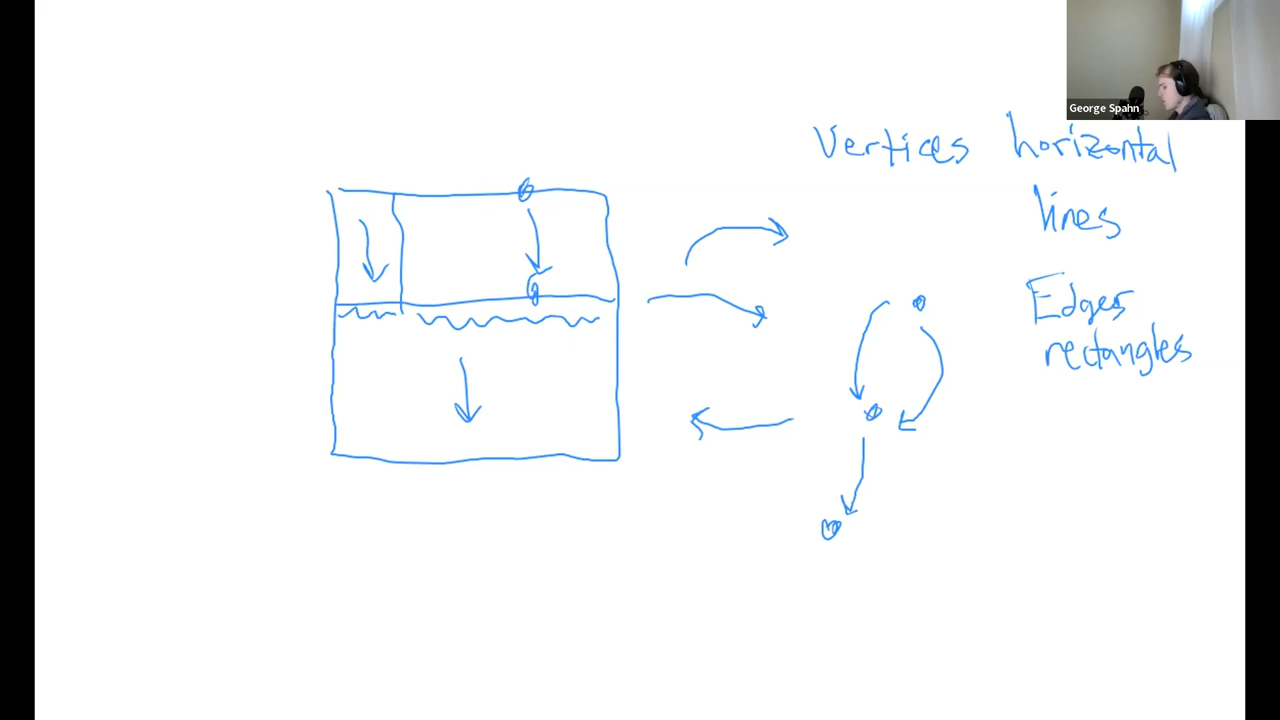 George Spahn
Vertices horizontal
lines
Edges
rectangles